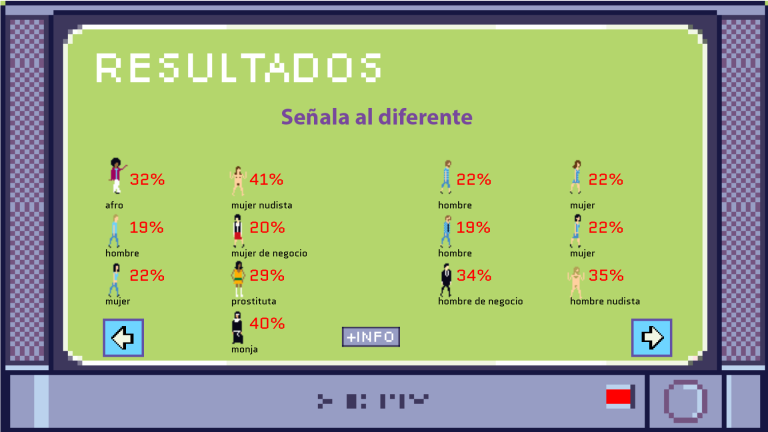 RESULTADOS
Señala al diferente
32% 41% 22% 22%
afro mujer nudista hombre mujer
19% 20% 19% 22%
hombre mujer de negocio hombre mujer
22% 29% 34% 35%
mujer prostituta hombre de negocio hombre nudista
40%
monja
+INFO